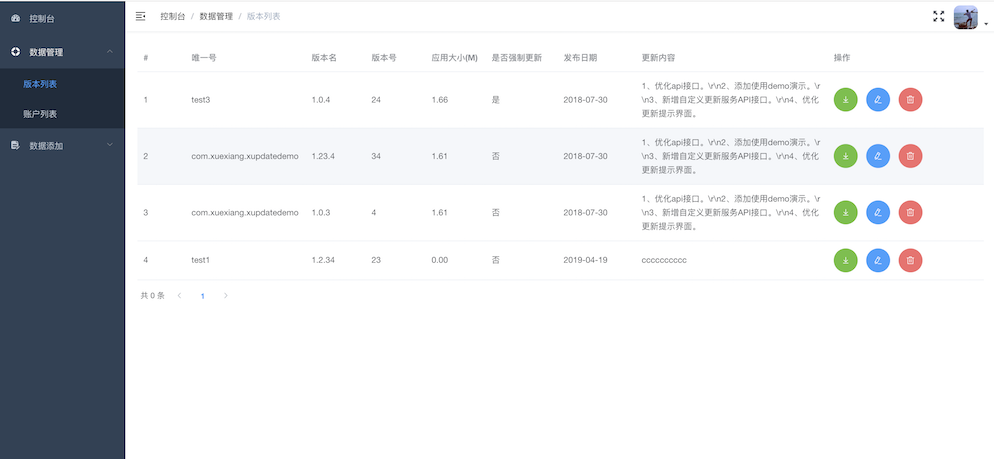 控制台
数据管理
版本列表
账户列表
数据添加
控制台 / 数据管理 / 版本列表
# 唯一号 版本名 版本号 应用大小(M) 是否强制更新 发布日期 更新内容 操作
1 test3 1.0.4 24 1.66 是 2018-07-30 1、优化api接口。\r\n2、添加使用demo演示。\r
\n3、新增自定义更新服务API接口。\r\n4、优化
更新提示界面。
2 com.xuexiang.xupdatedemo 1.23.4 34 1.61 否 2018-07-30 1、优化api接口。\r\n2、添加使用demo演示。\r
\n3、新增自定义更新服务API接口。\r\n4、优化
更新提示界面。
3 com.xuexiang.xupdatedemo 1.0.3 4 1.61 否 2018-07-30 1、优化api接口。\r\n2、添加使用demo演示。\r
\n3、新增自定义更新服务API接口。\r\n4、优化
更新提示界面。
4 test1 1.2.34 23 0.00 否 2019-04-19 cccccccccc
共 0 条 1